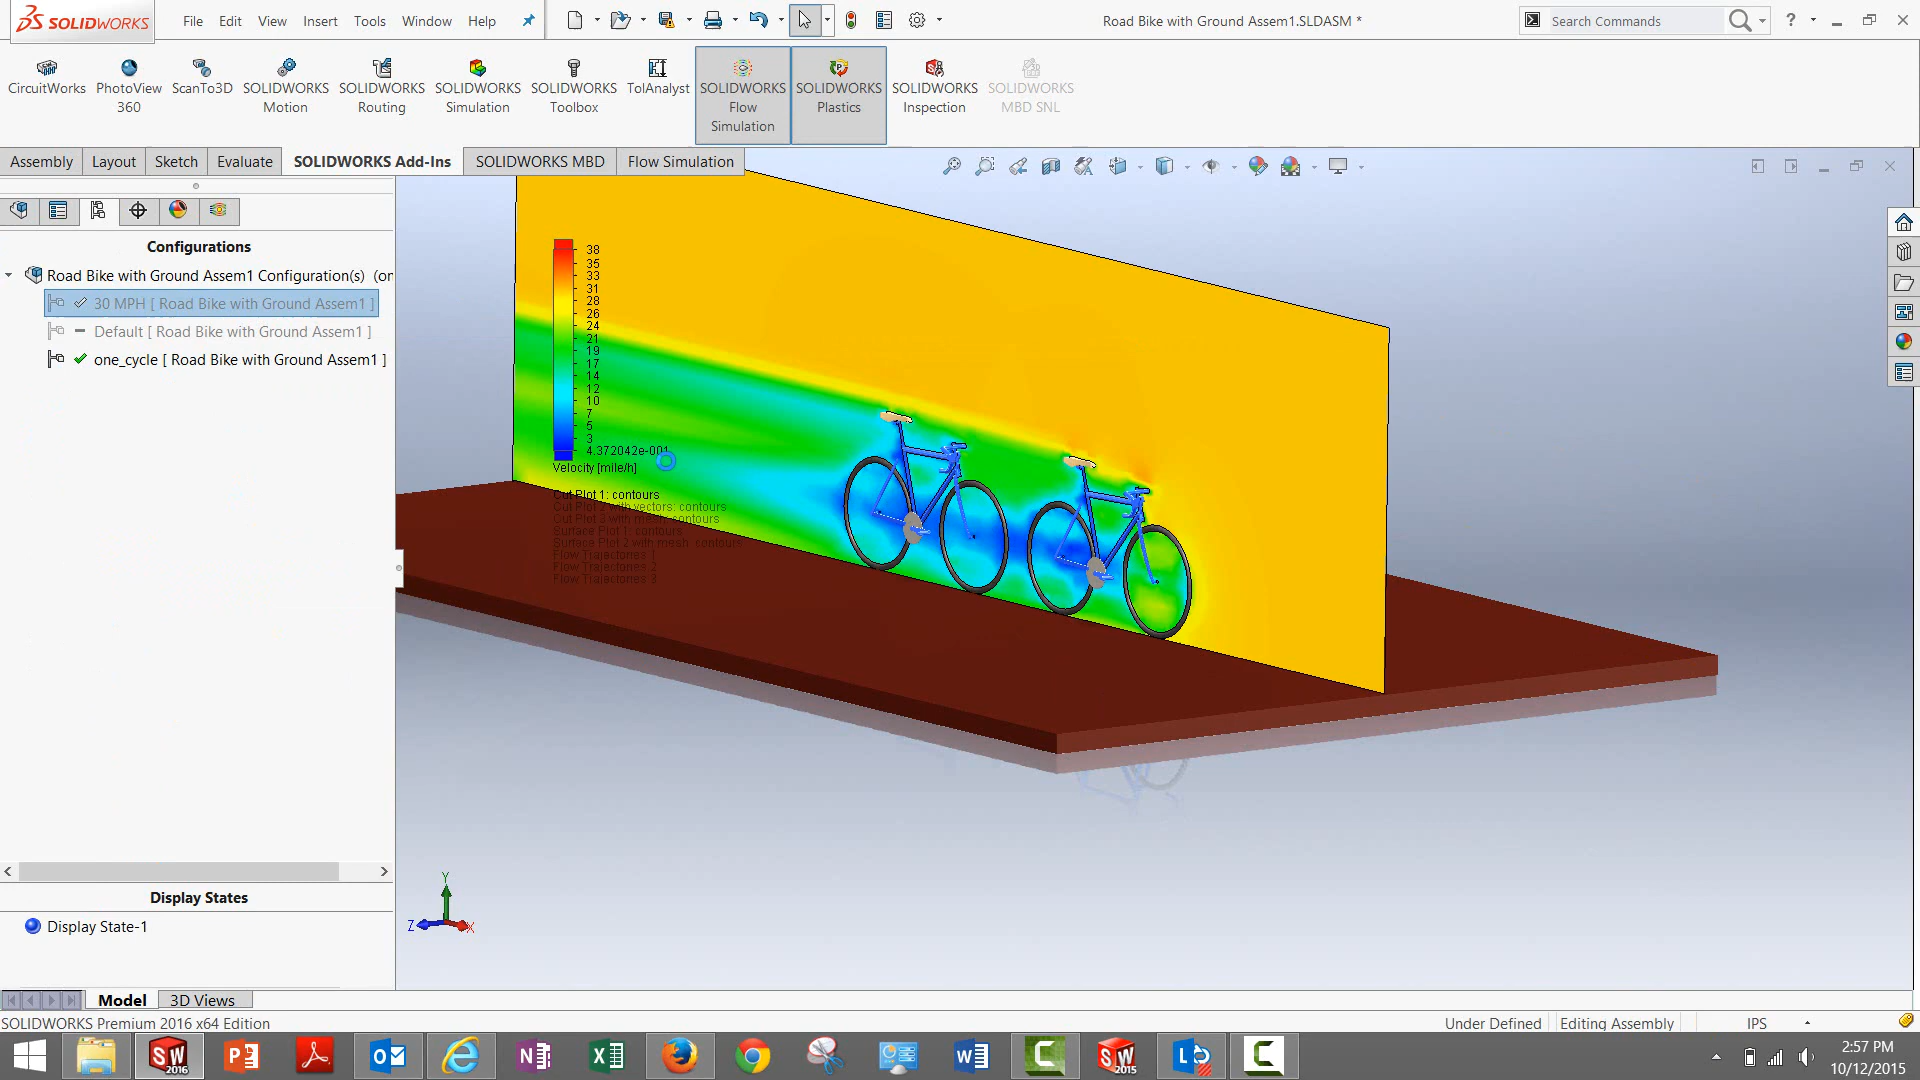 SOLIDWORKS
File Edit View Insert Tools Window Help
Road Bike with Ground Assem1.SLDASM *
Search Commands
?
CircuitWorks
PhotoView 360
ScanTo3D
SOLIDWORKS Motion
SOLIDWORKS Routing
SOLIDWORKS Simulation
SOLIDWORKS Toolbox
TolAnalyst
SOLIDWORKS Flow Simulation
SOLIDWORKS Plastics
SOLIDWORKS Inspection
SOLIDWORKS MBD SNL
Assembly Layout Sketch Evaluate SOLIDWORKS Add-Ins SOLIDWORKS MBD Flow Simulation
Configurations
Road Bike with Ground Assem1 Configuration(s) (on
30 MPH [ Road Bike with Ground Assem1 ]
Default [ Road Bike with Ground Assem1 ]
one_cycle [ Road Bike with Ground Assem1 ]
38
35
33
31
28
26
24
21
19
17
14
12
10
7
5
3
4.372042e-001
Velocity [mile/h]
Cut Plot 1: contours
Cut Plot 2 with vectors: contours
Cut Plot 3 with mesh: contours
Surface Plot 1: contours
Surface Plot 2 with mesh: contours
Flow Trajectories 1
Flow Trajectories 2
Flow Trajectories 3
Y
Z
X
Display States
Display State-1
Model 3D Views
SOLIDWORKS Premium 2016 x64 Edition
Under Defined Editing Assembly IPS
SW 2016
SW 2015
2:57 PM
10/12/2015